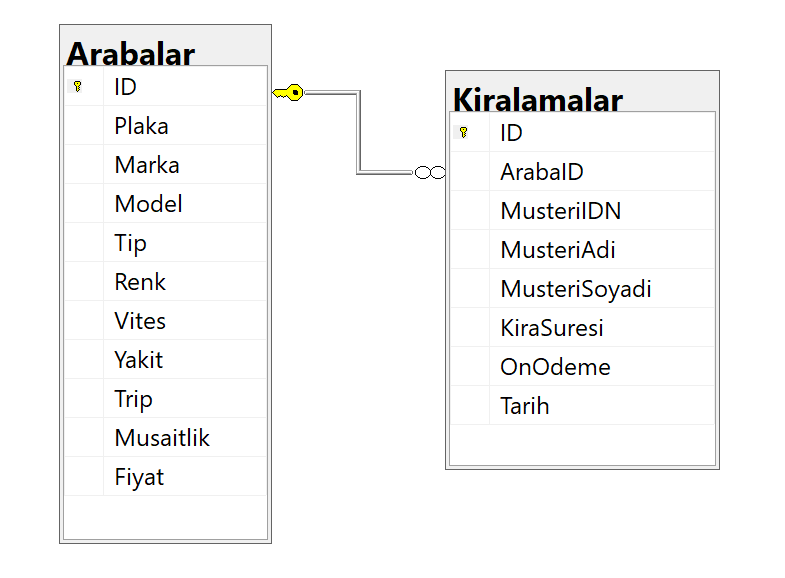 Arabalar
ID
Plaka
Marka
Model
Tip
Renk
Vites
Yakit
Trip
Musaitlik
Fiyat
Kiralamalar
ID
ArabaID
MusteriIDN
MusteriAdi
MusteriSoyadi
KiraSuresi
OnOdeme
Tarih